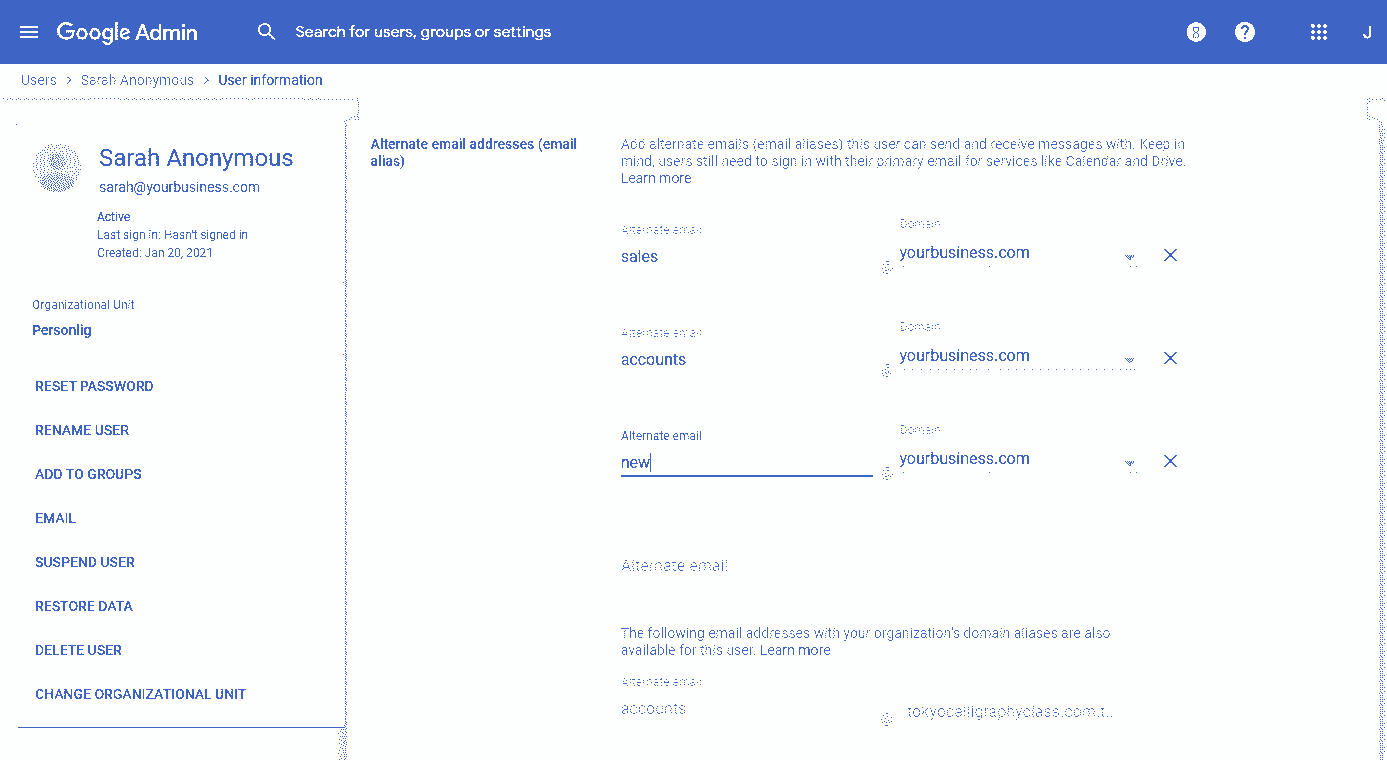 Google Admin
Search for users, groups or settings
8
?
J
Users > Sarah Anonymous > User information
Sarah Anonymous
sarah@yourbusiness.com
Active
Last sign in: Hasn't signed in
Created: Jan 20, 2021
Organizational Unit
Personlig
RESET PASSWORD
RENAME USER
ADD TO GROUPS
EMAIL
SUSPEND USER
RESTORE DATA
DELETE USER
CHANGE ORGANIZATIONAL UNIT
Alternate email addresses (email
alias)
Add alternate emails (email aliases) this user can send and receive messages with. Keep in
mind, users still need to sign in with their primary email for services like Calendar and Drive.
Learn more
Alternate email
Domain
sales @ yourbusiness.com
Alternate email
Domain
accounts @ yourbusiness.com
Alternate email
Domain
new @ yourbusiness.com
Alternate email
The following email addresses with your organization's domain aliases are also
available for this user. Learn more
Alternate email
accounts @ tokyocalligraphyclass.com.t..